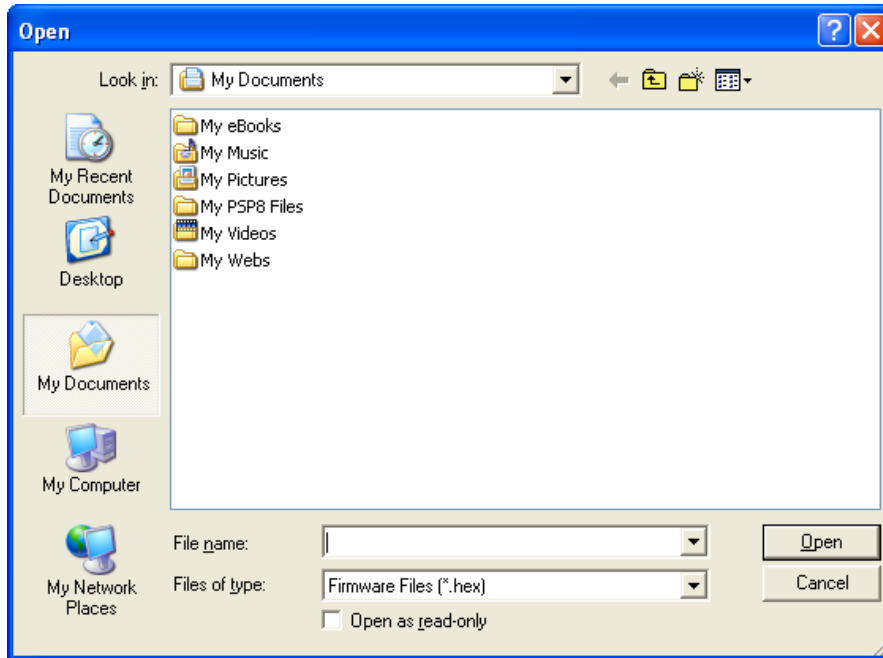 Open
Look in:
My Documents
My Recent
Documents
Desktop
My Documents
My Computer
My Network
Places
My eBooks
My Music
My Pictures
My PSP8 Files
My Videos
My Webs
File name:
Open
Files of type:
Firmware Files (*.hex)
Cancel
Open as read-only